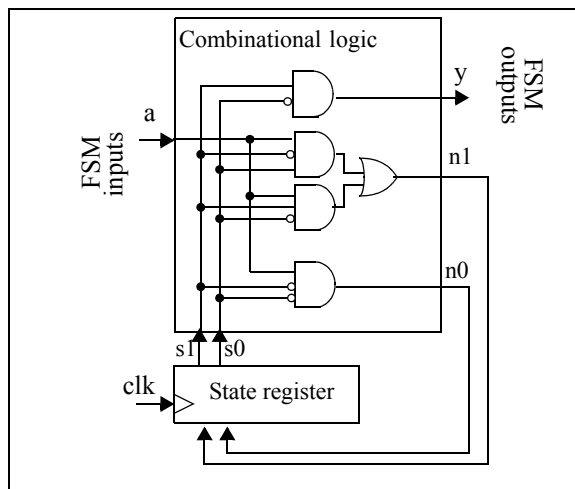 Combinational logic
y
FSM
outputs
a
FSM
inputs
n1
n0
s1
s0
clk
State register